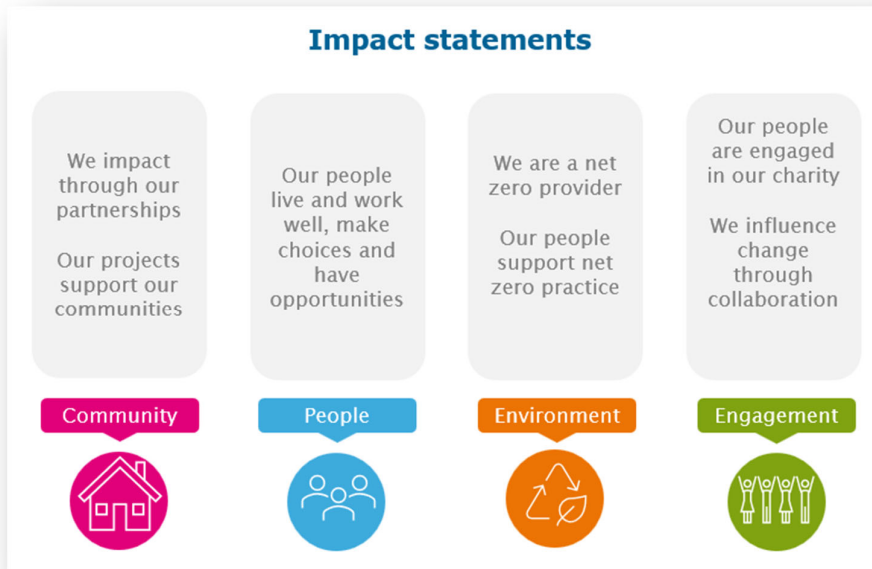 Impact statements
We impact
through our
partnerships
Our projects
support our
communities
Our people
live and work
well, make
choices and
have
opportunities
We are a net
zero provider
Our people
support net
zero practice
Our people
are engaged
in our charity
We influence
change
through
collaboration
Community
People
Environment
Engagement